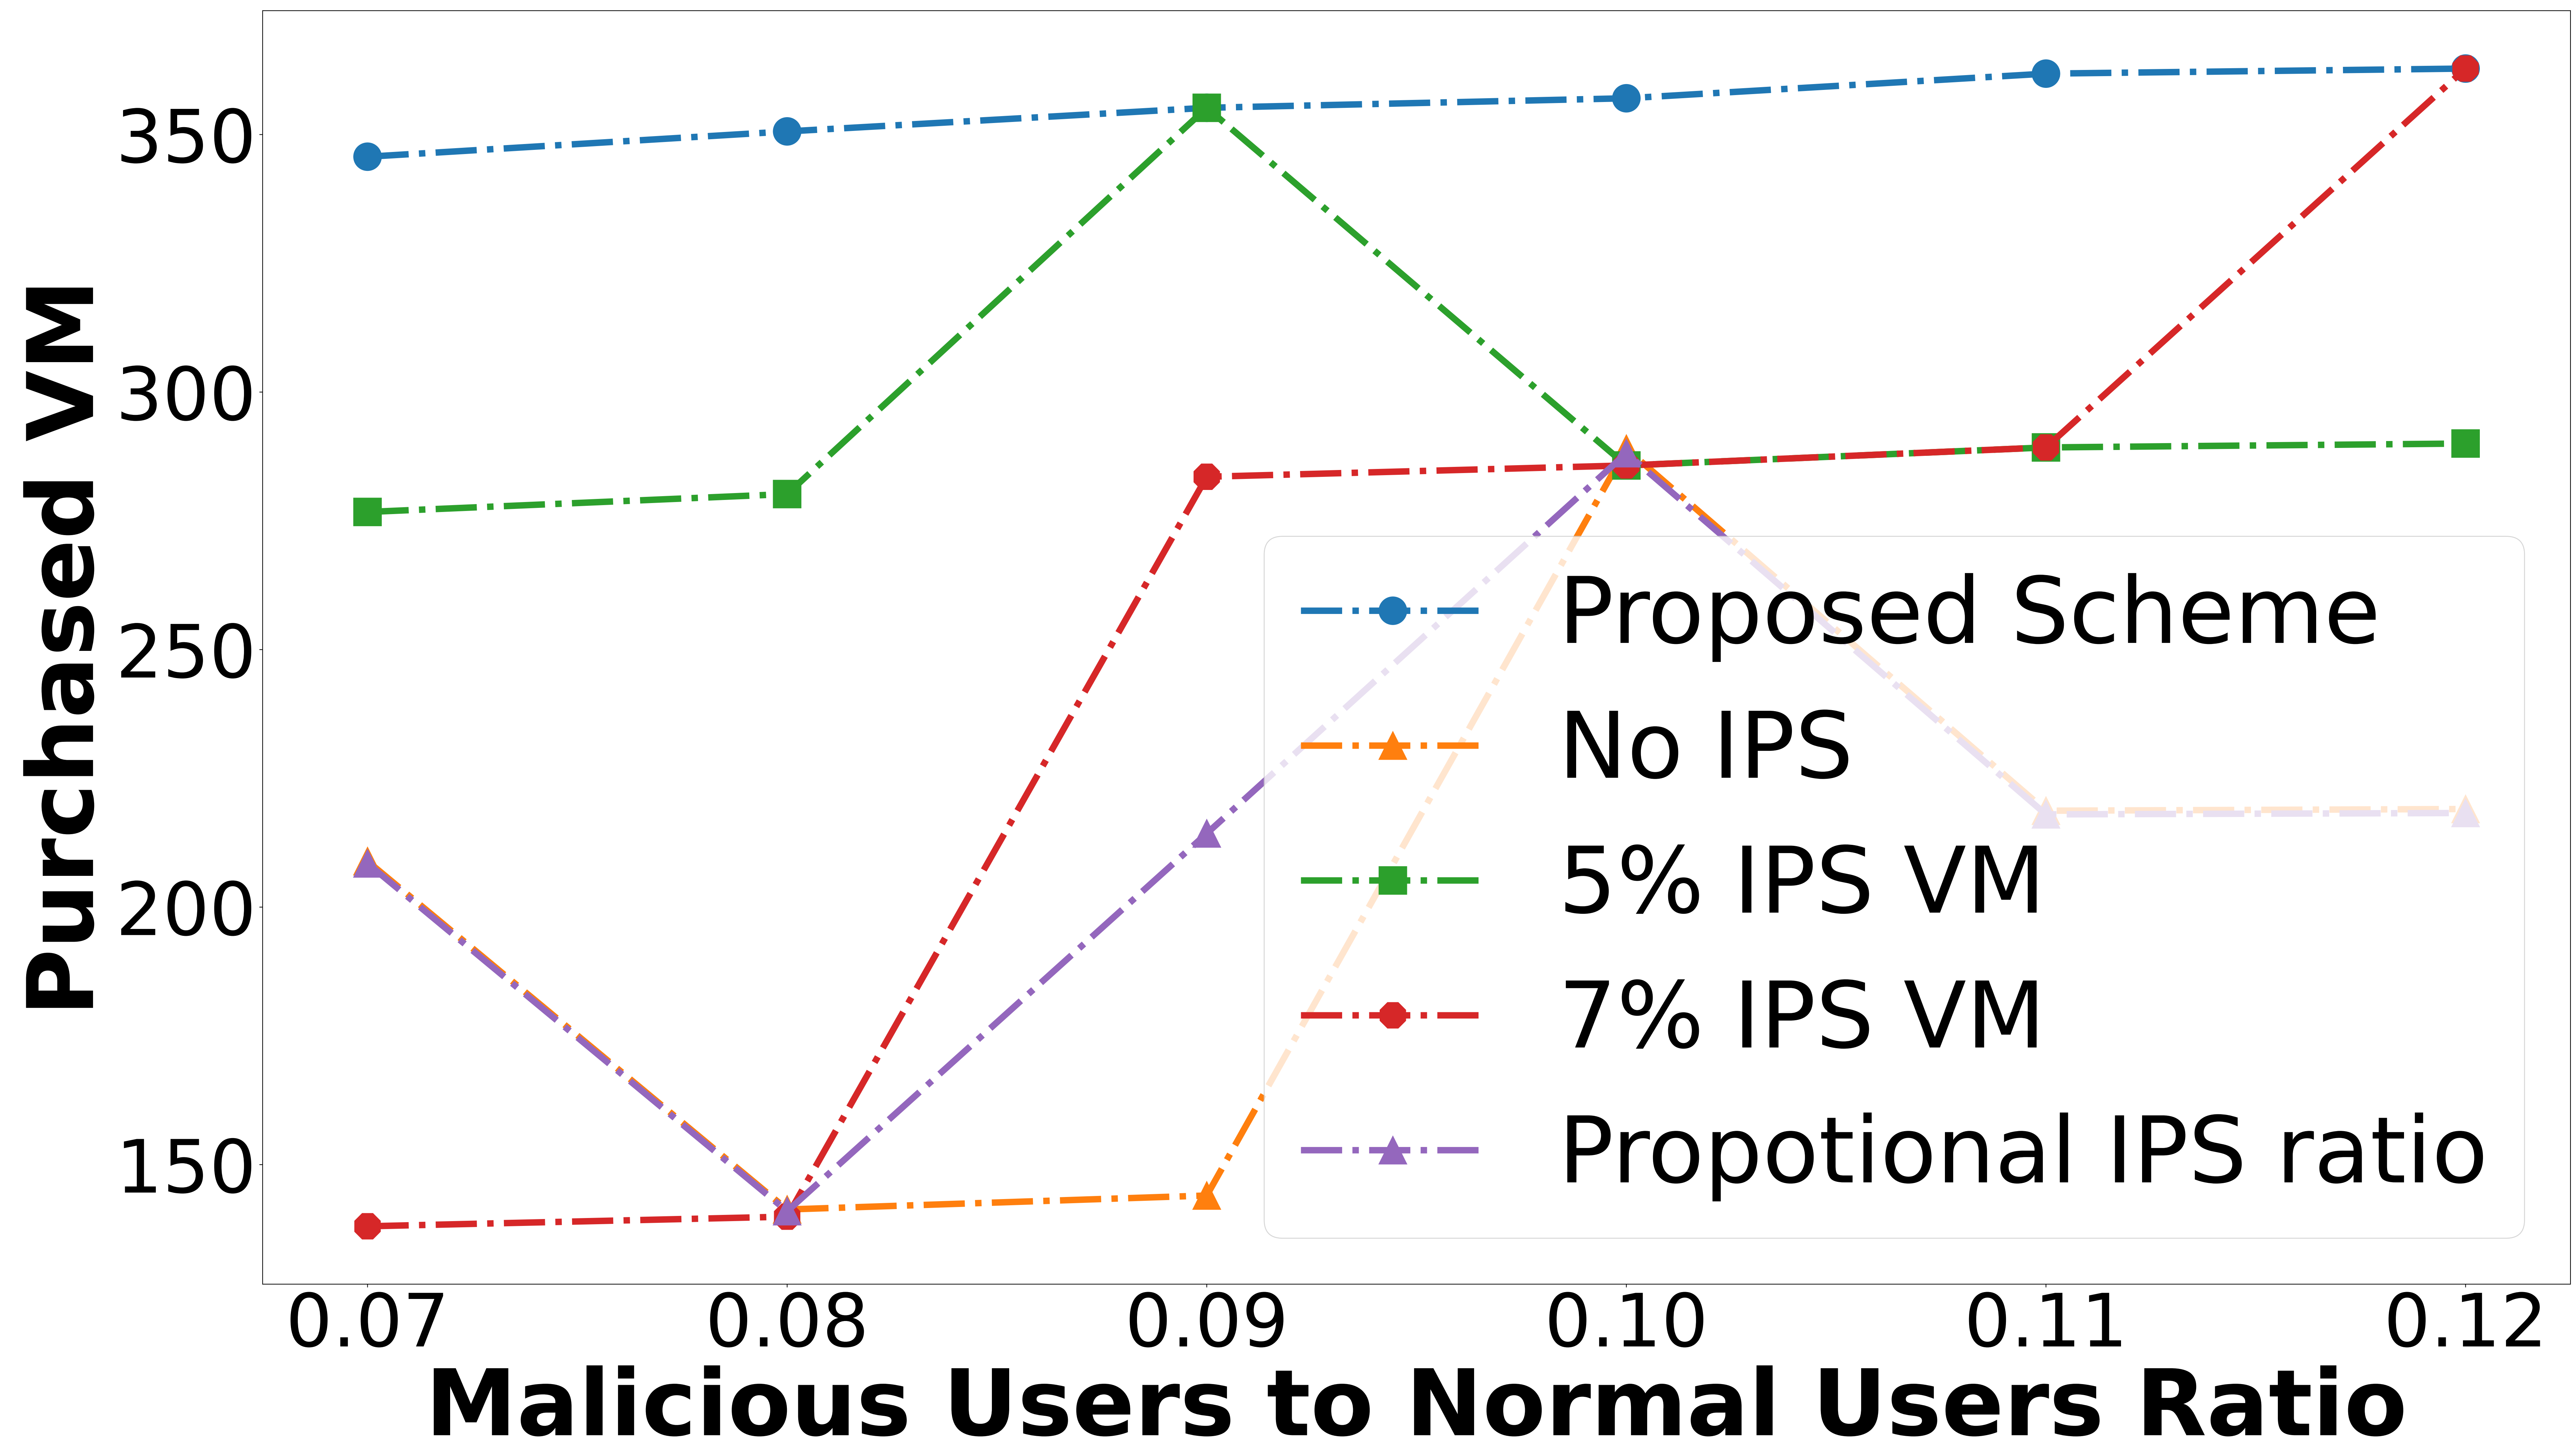 Purchased VM
350
300
250
200
150
Proposed Scheme
No IPS
5% IPS VM
7% IPS VM
Propotional IPS ratio
0.07 0.08 0.09 0.10 0.11 0.12
Malicious Users to Normal Users Ratio